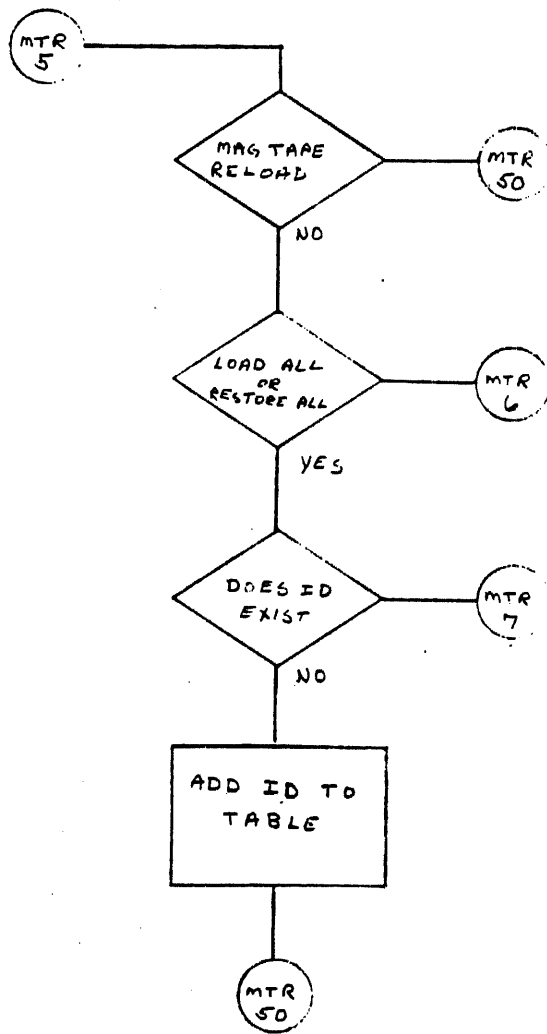 MTR
5
MAG TAPE
RELOAD
MTR
50
NO
LOAD ALL
OR
RESTORE ALL
MTR
6
YES
DOES ID
EXIST
MTR
7
NO
ADD ID TO
TABLE
MTR
50